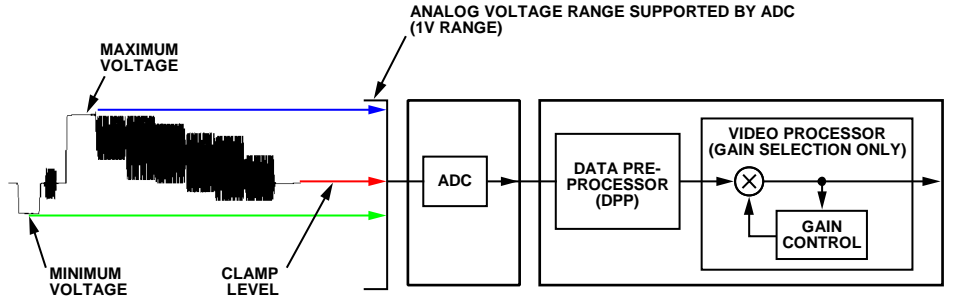 ANALOG VOLTAGE RANGE SUPPORTED BY ADC
(1V RANGE)
MAXIMUM
VOLTAGE
VIDEO PROCESSOR
(GAIN SELECTION ONLY)
ADC
DATA PRE-
PROCESSOR
(DPP)
GAIN
CONTROL
MINIMUM
VOLTAGE
CLAMP
LEVEL